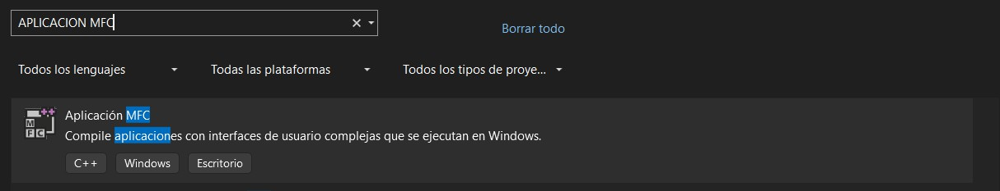 APLICACION MFC
Borrar todo
Todos los lenguajes Todas las plataformas Todos los tipos de proye...
Aplicación MFC
Compile aplicaciones con interfaces de usuario complejas que se ejecutan en Windows.
C++ Windows Escritorio